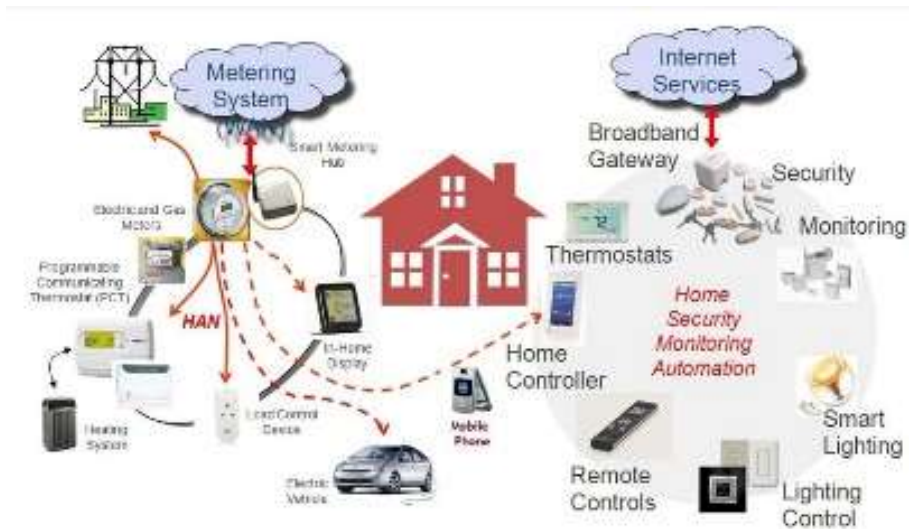 Metering
System
Smart Metering
Hub
Electric and Gas
Meters
Programmable
Communicating
Thermostat (PCT)
HAN
In-Home
Display
Load Control
Device
Heating
System
Electric
Vehicle
Mobile
Phone
Internet
Services
Broadband
Gateway
Security
Monitoring
Thermostats
Home
Controller
Home
Security
Monitoring
Automation
Smart
Lighting
Remote
Controls
Lighting
Control